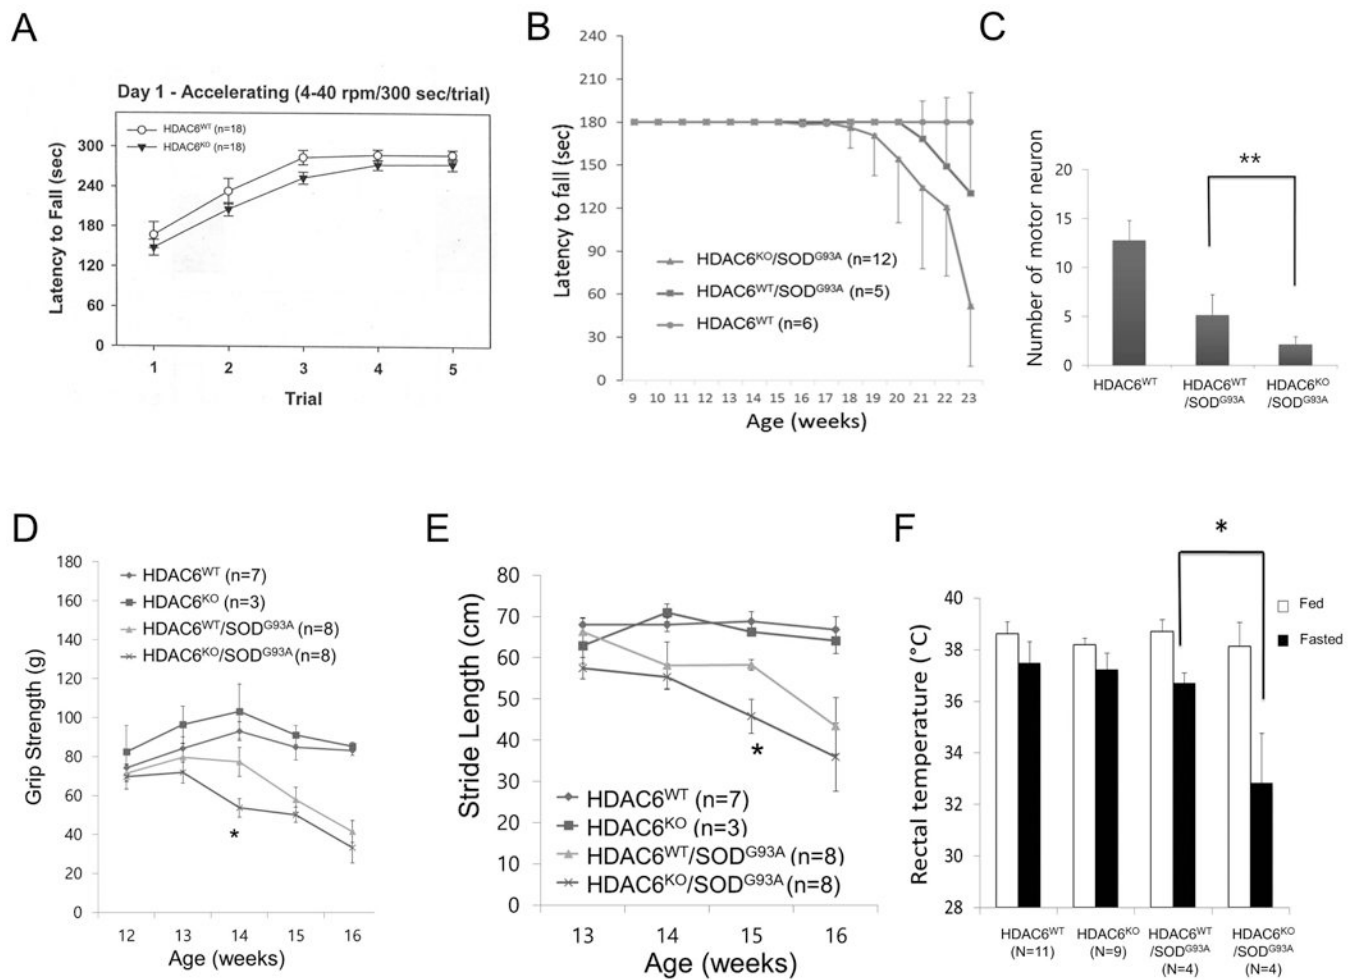 A
Day 1 - Accelerating (4-40 rpm/300 sec/trial)
HDAC6WT (n=18)
HDAC6KO (n=18)
Latency to Fall (sec)
300
240
180
120
60
0
1 2 3 4 5
Trial
B
Latency to fall (sec)
240
210
180
150
120
90
60
30
0
HDAC6KO/SODG93A (n=12)
HDAC6WT/SODG93A (n=5)
HDAC6WT (n=6)
9 10 11 12 13 14 15 16 17 18 19 20 21 22 23
Age (weeks)
C
Number of motor neuron
20
15
10
5
0
**
HDAC6WT
HDAC6WT
/SODG93A
HDAC6KO
/SODG93A
D
Grip Strength (g)
180
160
140
120
100
80
60
40
20
0
HDAC6WT (n=7)
HDAC6KO (n=3)
HDAC6WT/SODG93A (n=8)
HDAC6KO/SODG93A (n=8)
*
12 13 14 15 16
Age (weeks)
E
Stride Length (cm)
80
70
60
50
40
30
20
10
0
*
HDAC6WT (n=7)
HDAC6KO (n=3)
HDAC6WT/SODG93A (n=8)
HDAC6KO/SODG93A (n=8)
13 14 15 16
Age (weeks)
F
*
Fed
Fasted
Rectal temperature (°C)
40
38
36
34
32
30
28
HDAC6WT
(N=11)
HDAC6KO
(N=9)
HDAC6WT
/SODG93A
(N=4)
HDAC6KO
/SODG93A
(N=4)